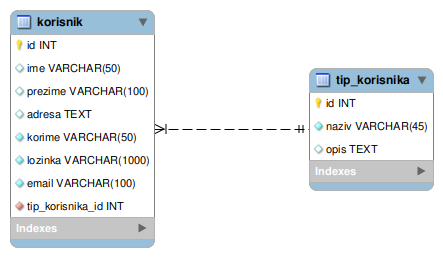 korisnik
id INT
ime VARCHAR(50)
prezime VARCHAR(100)
adresa TEXT
korime VARCHAR(50)
lozinka VARCHAR(1000)
email VARCHAR(100)
tip_korisnika_id INT
Indexes
tip_korisnika
id INT
naziv VARCHAR(45)
opis TEXT
Indexes